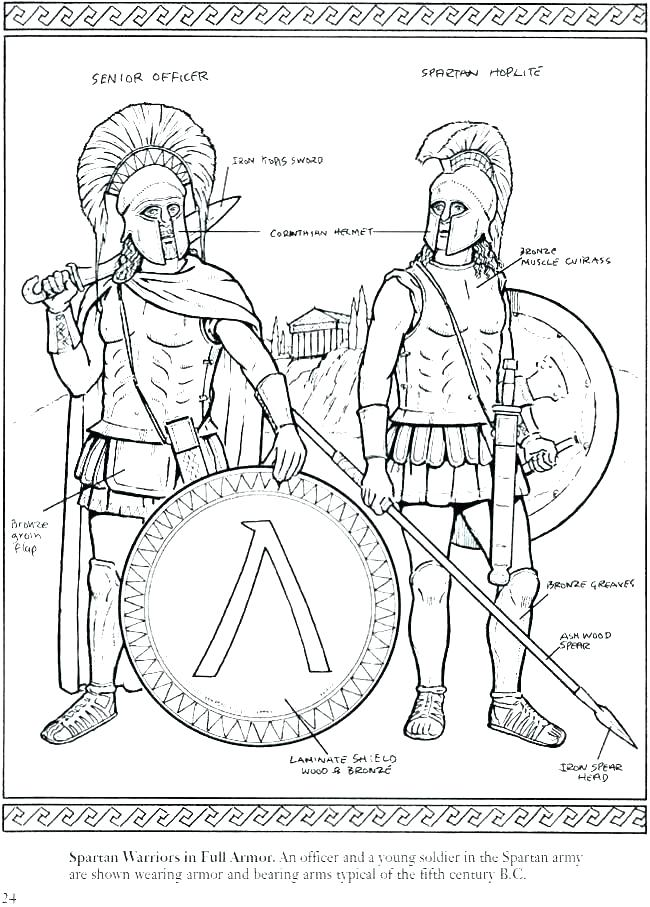 SENIOR OFFICER
SPARTAN HOPLITE
IRON KOPIS SWORD
CORINTHIAN HELMET
BRONZE
MUSCLE CUIRASS
Bronze
groin
flap
BRONZE GREAVES
ASH WOOD
SPEAR
LAMINATE SHIELD
WOOD & BRONZE
IRON SPEAR
HEAD
Spartan Warriors in Full Armor. An officer and a young soldier in the Spartan army
are shown wearing armor and bearing arms typical of the fifth century B.C.
24